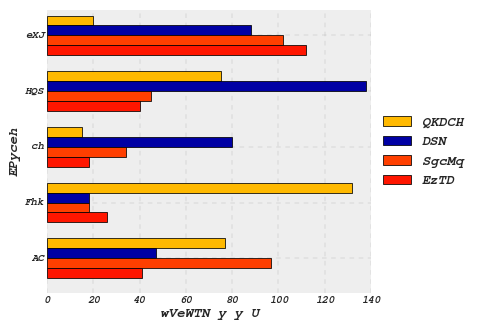 eXJ
HQS
ch
Fhk
AC
EPyceh
0 20 40 60 80 100 120 140
wVeWTN y y U
QKDCH
DSN
SgcMq
EzTD